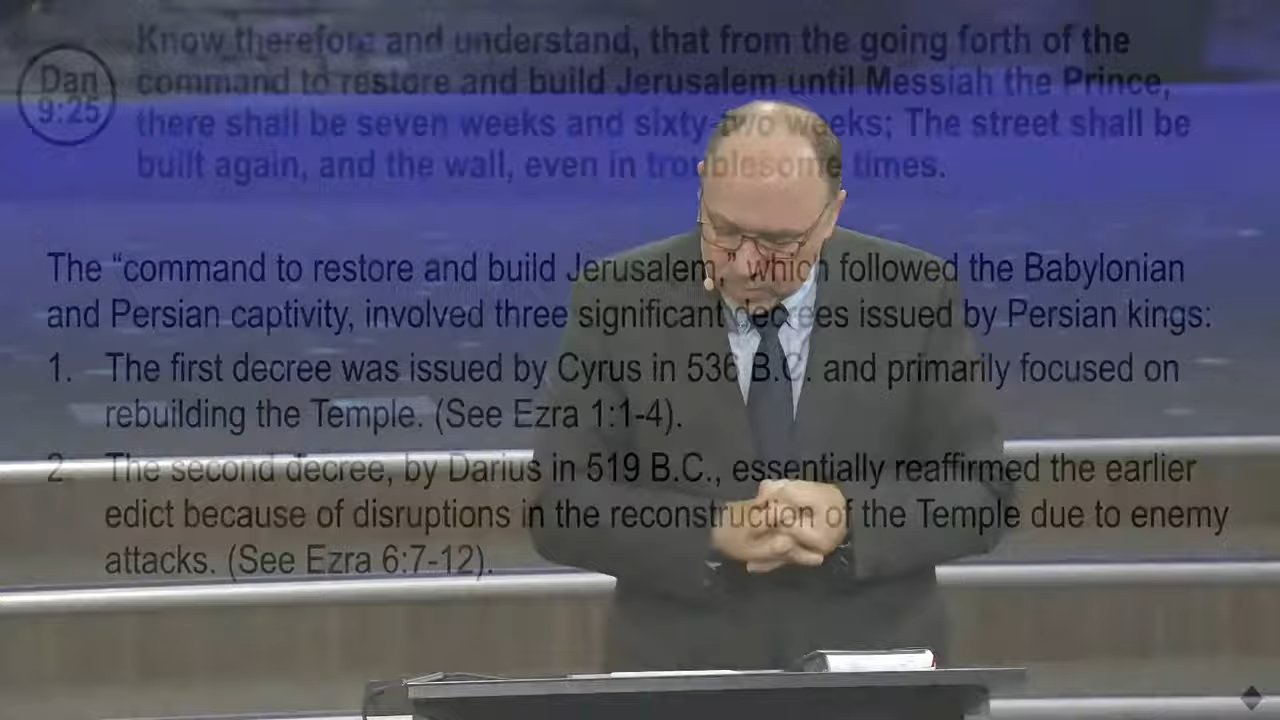 Know therefore and understand, that from the going forth of the
Dan
9:25
command to restore and build Jerusalem until Messiah the Prince,
there shall be seven weeks and sixty-two weeks; The street shall be
built again, and the wall, even in troublesome times.
The “command to restore and build Jerusalem,” which followed the Babylonian
and Persian captivity, involved three significant decrees issued by Persian kings:
1. The first decree was issued by Cyrus in 536 B.C. and primarily focused on
rebuilding the Temple. (See Ezra 1:1-4).
2 The second decree, by Darius in 519 B.C., essentially reaffirmed the earlier
edict because of disruptions in the reconstruction of the Temple due to enemy
attacks. (See Ezra 6:7-12).